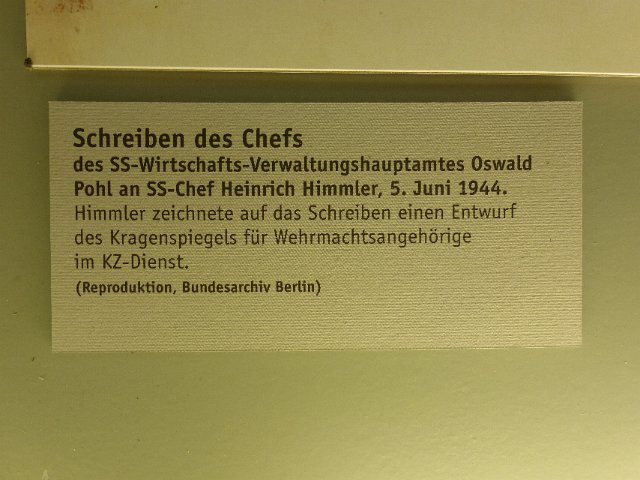 Schreiben des Chefs
des SS-Wirtschafts-Verwaltungshauptamtes Oswald
Pohl an SS-Chef Heinrich Himmler, 5. Juni 1944.
Himmler zeichnete auf das Schreiben einen Entwurf
des Kragenspiegels für Wehrmachtsangehörige
im KZ-Dienst.
(Reproduktion, Bundesarchiv Berlin)